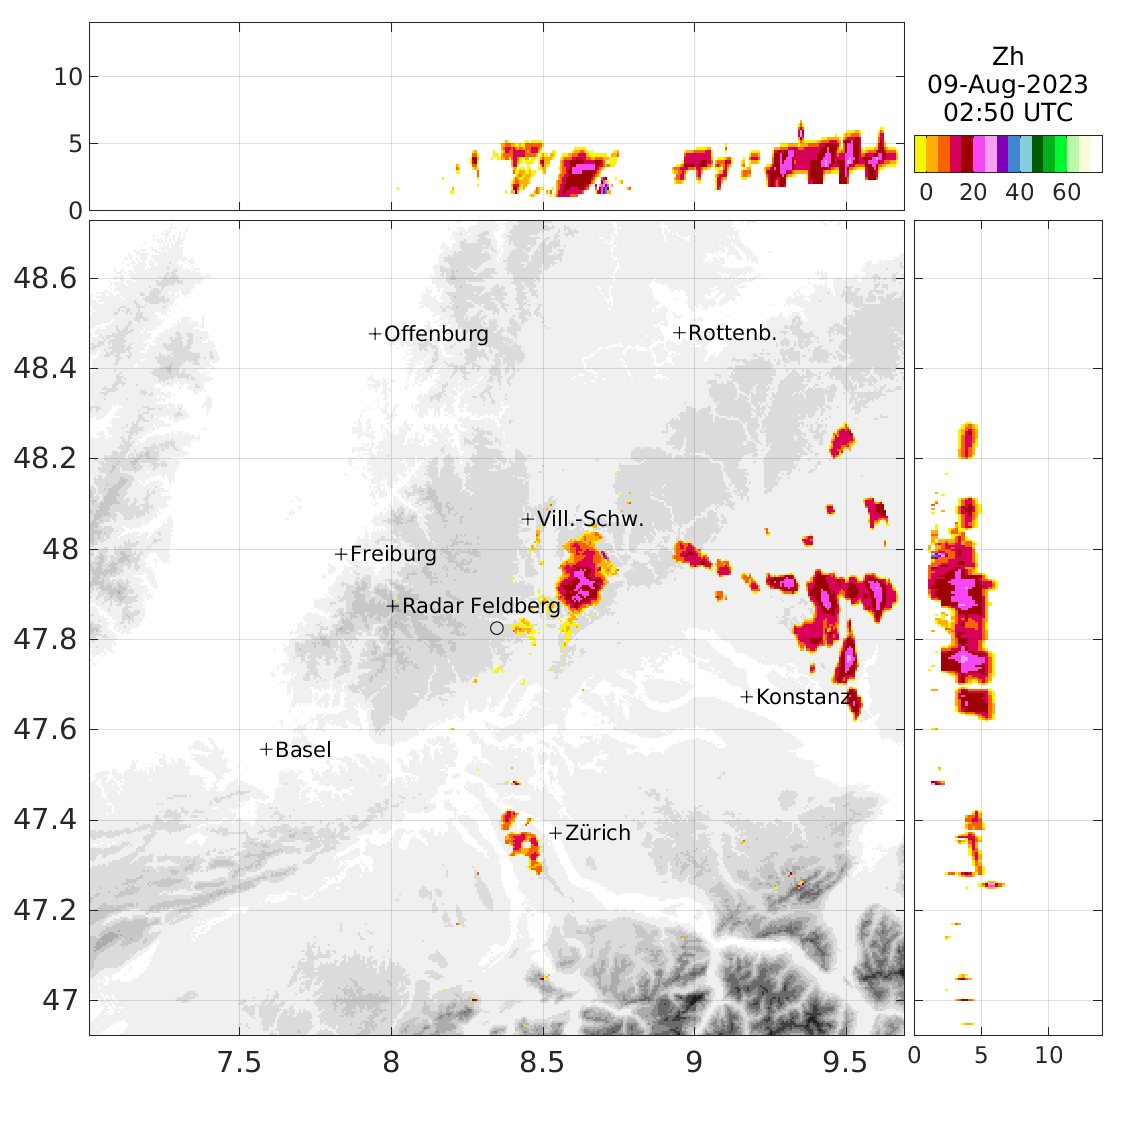 10
5
0
Zh
09-Aug-2023
02:50 UTC
0 20 40 60
48.6
48.4
48.2
48
47.8
47.6
47.4
47.2
47
+Offenburg
+Rottenb.
+Vill.-Schw.
+Freiburg
+Radar Feldberg
+Konstanz
+Basel
+Zürich
7.5 8 8.5 9 9.5
0 5 10